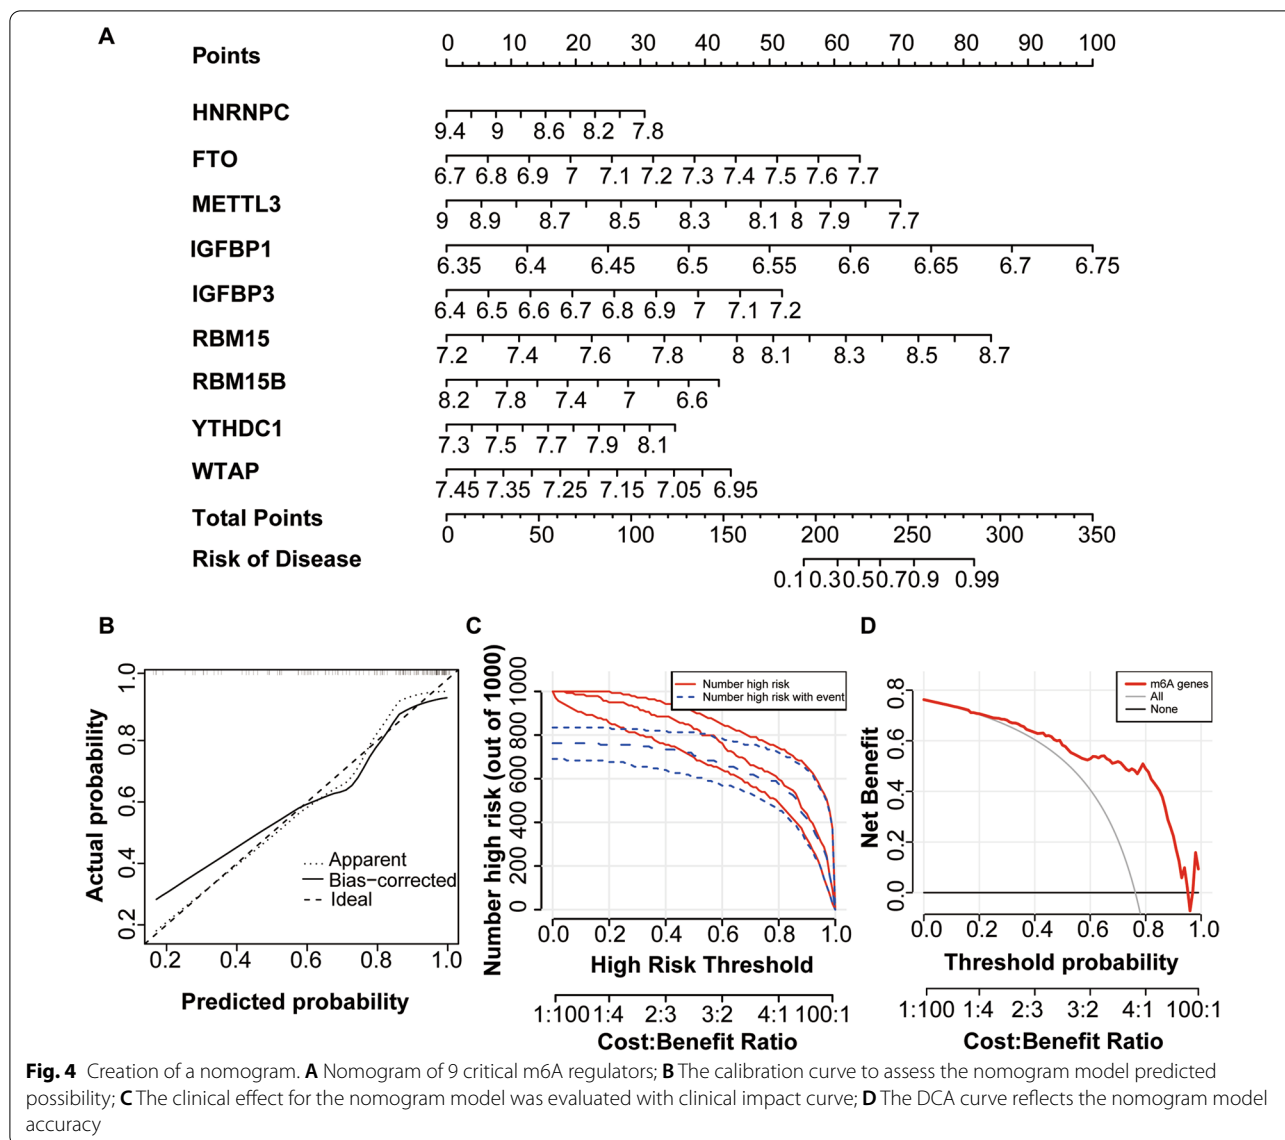 A
Points
0 10 20 30 40 50 60 70 80 90 100
HNRNPC
9.4 9 8.6 8.2 7.8
FTO
6.7 6.8 6.9 7 7.1 7.2 7.3 7.4 7.5 7.6 7.7
METTL3
9 8.9 8.7 8.5 8.3 8.1 8 7.9 7.7
IGFBP1
6.35 6.4 6.45 6.5 6.55 6.6 6.65 6.7 6.75
IGFBP3
6.4 6.5 6.6 6.7 6.8 6.9 7 7.1 7.2
RBM15
7.2 7.4 7.6 7.8 8 8.1 8.3 8.5 8.7
RBM15B
8.2 7.8 7.4 7 6.6
YTHDC1
7.3 7.5 7.7 7.9 8.1
WTAP
7.45 7.35 7.25 7.15 7.05 6.95
Total Points
0 50 100 150 200 250 300 350
Risk of Disease
0.1 0.3 0.5 0.7 0.9 0.99
B
Actual probability
0.2 0.4 0.6 0.8 1.0
Apparent
Bias-corrected
Ideal
0.2 0.4 0.6 0.8 1.0
Predicted probability
C
Number high risk (out of 1000)
0 200 400 600 800 1000
Number high risk
Number high risk with event
0.0 0.2 0.4 0.6 0.8 1.0
High Risk Threshold
1:100 1:4 2:3 3:2 4:1 100:1
Cost:Benefit Ratio
D
Net Benefit
0.0 0.2 0.4 0.6 0.8
m6A genes
All
None
0.0 0.2 0.4 0.6 0.8 1.0
Threshold probability
1:100 1:4 2:3 3:2 4:1 100:1
Cost:Benefit Ratio
Fig. 4 Creation of a nomogram. A Nomogram of 9 critical m6A regulators; B The calibration curve to assess the nomogram model predicted
possibility; C The clinical effect for the nomogram model was evaluated with clinical impact curve; D The DCA curve reflects the nomogram model
accuracy